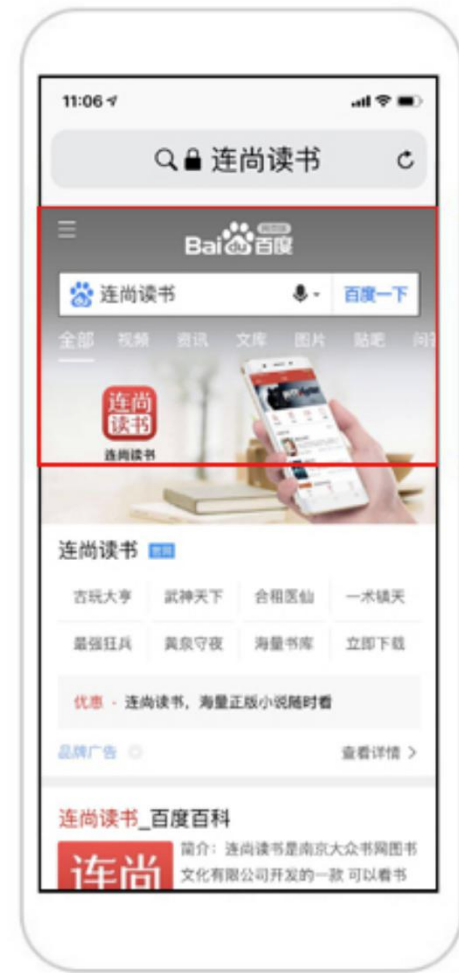 11:06
连尚读书
Bai du 百度
连尚读书 百度一下
全部 视频 资讯 文库 图片 贴吧 问答
连尚
读书
连尚读书
连尚读书
古玩大亨 武神天下 合租医仙 一术镇天
最强狂兵 黄泉守夜 海量书库 立即下载
优惠 · 连尚读书,海量正版小说随时看
品牌广告 查看详情 >
连尚读书_百度百科
连尚
简介:连尚读书是南京大众书网图书
文化有限公司开发的一款 可以看书